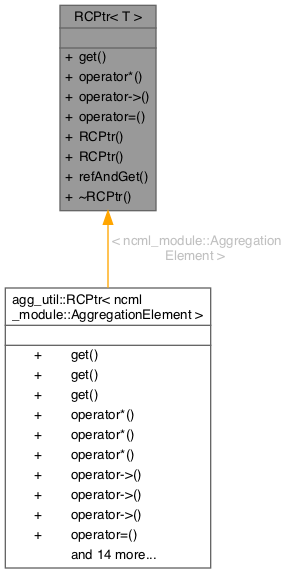 RCPtr< T >
+ get()
+ operator*()
+ operator->()
+ operator=()
+ RCPtr()
+ RCPtr()
+ refAndGet()
+ ~RCPtr()
< ncml_module::Aggregation
Element >
agg_util::RCPtr< ncml
_module::AggregationElement >
+ get()
+ get()
+ get()
+ operator*()
+ operator*()
+ operator*()
+ operator->()
+ operator->()
+ operator->()
+ operator=()
and 14 more...